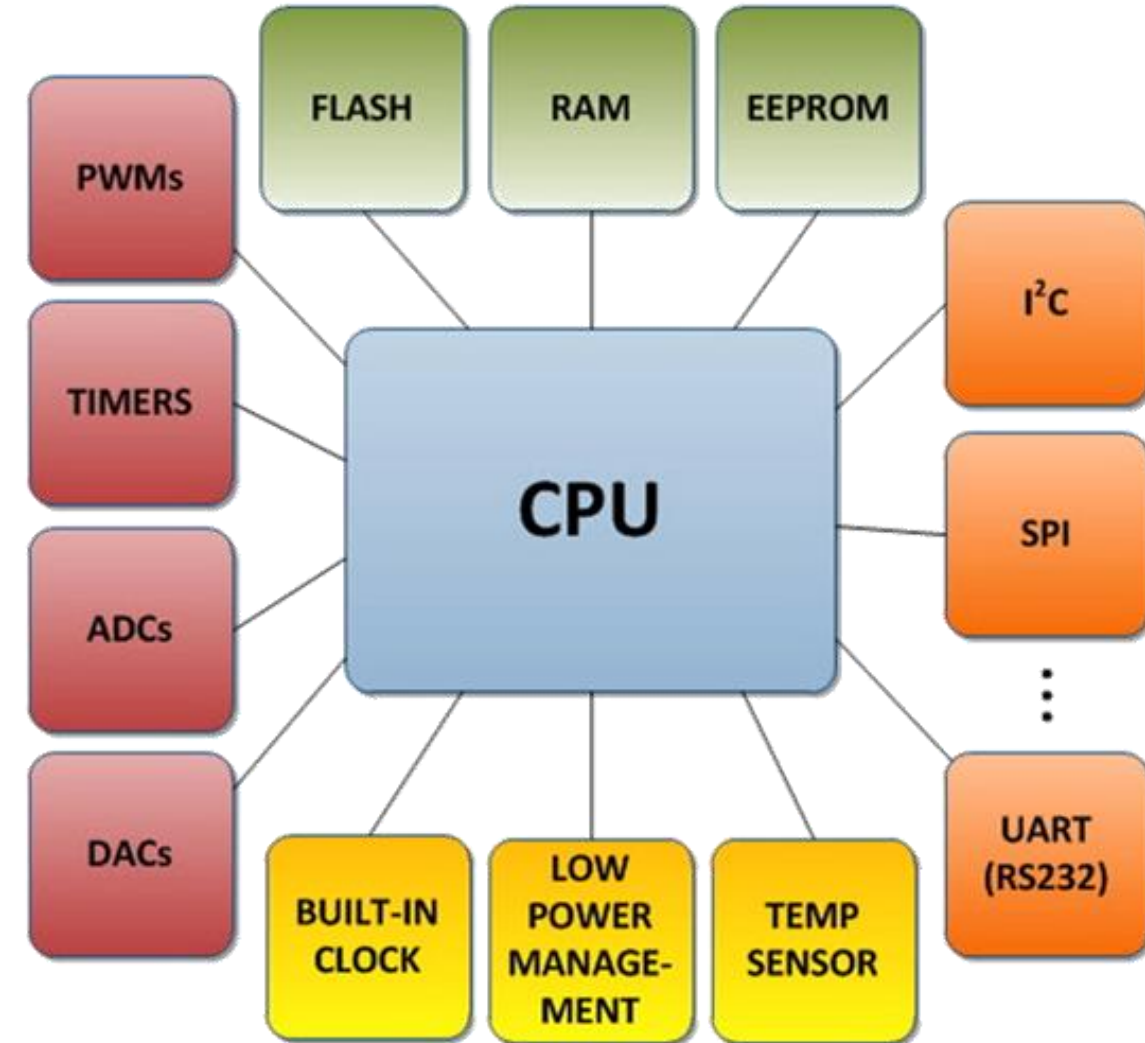 FLASH
RAM
EEPROM
PWMs
I²C
TIMERS
CPU
SPI
ADCs
UART
(RS232)
DACs
BUILT-IN
CLOCK
LOW
POWER
MANAGE-
MENT
TEMP
SENSOR